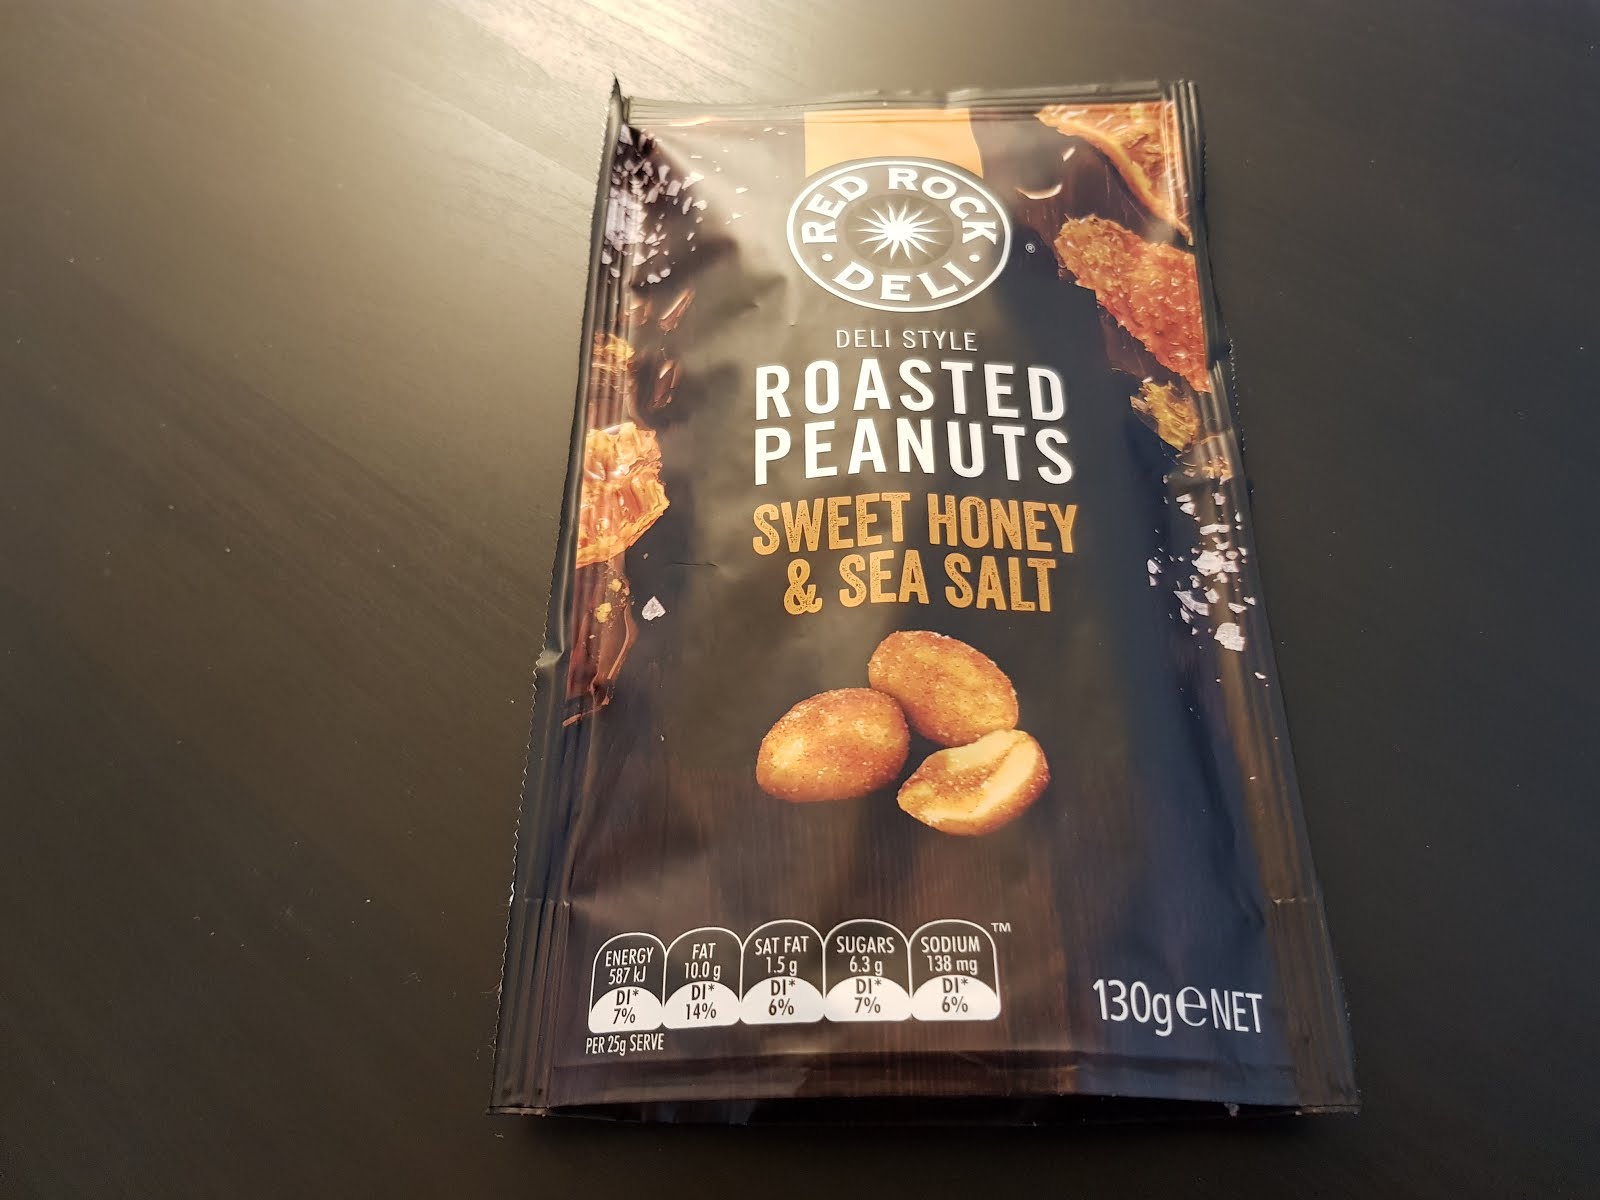 RED ROCK
· DELI ·
®
DELI STYLE
ROASTED
PEANUTS
SWEET HONEY
& SEA SALT
ENERGY
587 kJ
DI*
7%
FAT
10.0 g
DI*
14%
SAT FAT
1.5 g
DI*
6%
SUGARS
6.3 g
DI*
7%
SODIUM
138 mg
DI*
6%
™
PER 25g SERVE
130g ℮ NET